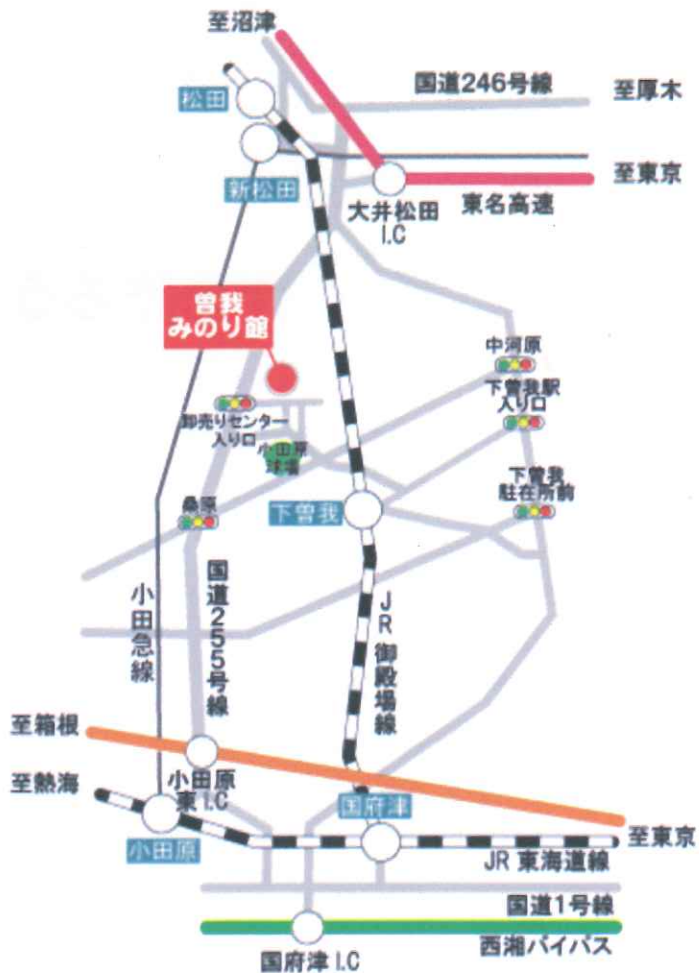 至沼津
国道246号線
至厚木
松田
新松田
至東京
大井松田
I.C
東名高速
曽我
みのり館
中河原
下曽我駅
入り口
卸売りセンター
入り口
小田原
球場
下曽我
駐在所前
桑原
下曽我
小田急線
国道255号線
JR御殿場線
至箱根
小田原
東I.C
至熱海
国府津
小田原
至東京
JR東海道線
国道1号線
西湘バイパス
国府津I.C